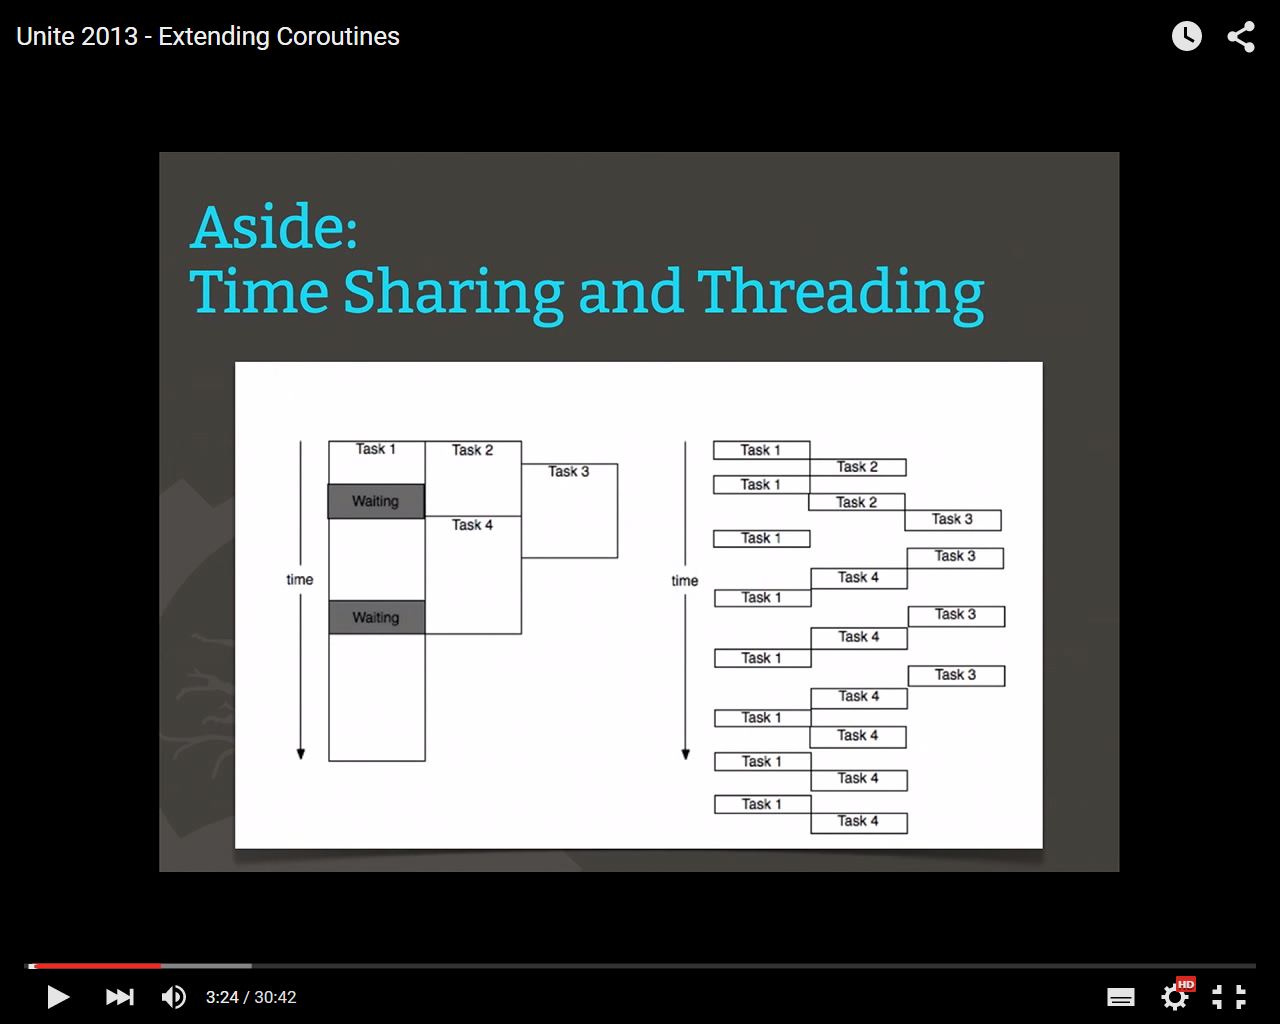 Unite 2013 - Extending Coroutines
Aside:
Time Sharing and Threading
Task 1
Task 2
Task 3
Waiting
Task 4
time
Waiting
Task 1
Task 2
Task 1
Task 2
Task 3
Task 1
Task 3
Task 4
time
Task 1
Task 3
Task 4
Task 1
Task 3
Task 4
Task 1
Task 4
Task 1
Task 4
Task 1
Task 4
3:24 / 30:42
HD